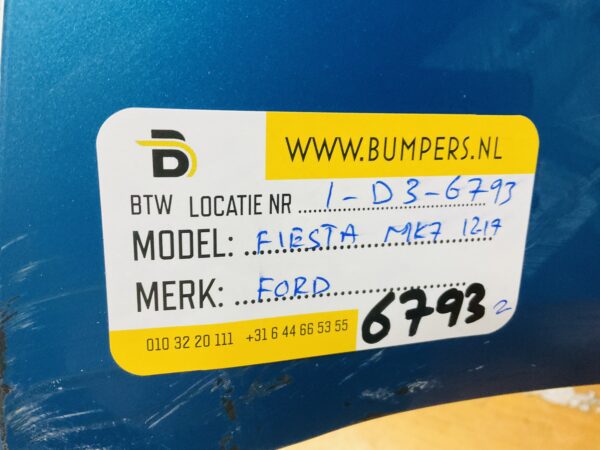 B WWW.BUMPERS.NL
BTW LOCATIE NR 1-D3-6793
MODEL: FIESTA MK7 1217
MERK: FORD
010 32 20 111 +31 6 44 66 53 55 6793 2